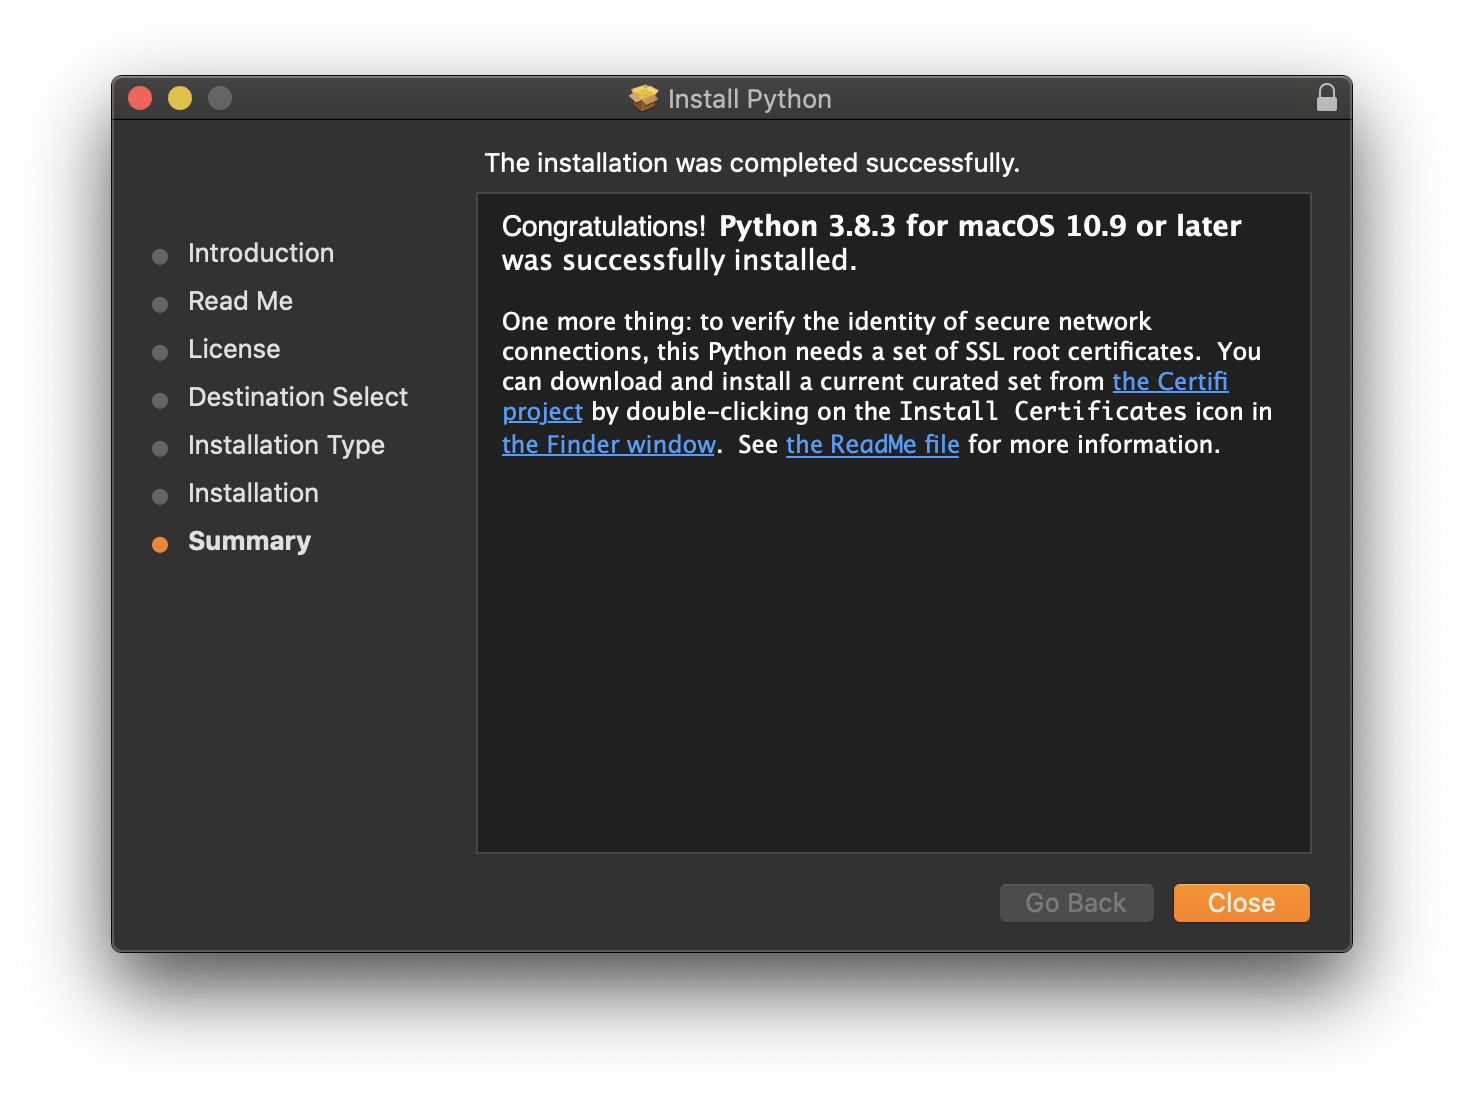 Install Python
The installation was completed successfully.
Introduction
Read Me
License
Destination Select
Installation Type
Installation
Summary
Congratulations! Python 3.8.3 for macOS 10.9 or later
was successfully installed.
One more thing: to verify the identity of secure network
connections, this Python needs a set of SSL root certificates. You
can download and install a current curated set from the Certifi
project by double-clicking on the Install Certificates icon in
the Finder window. See the ReadMe file for more information.
Go Back
Close